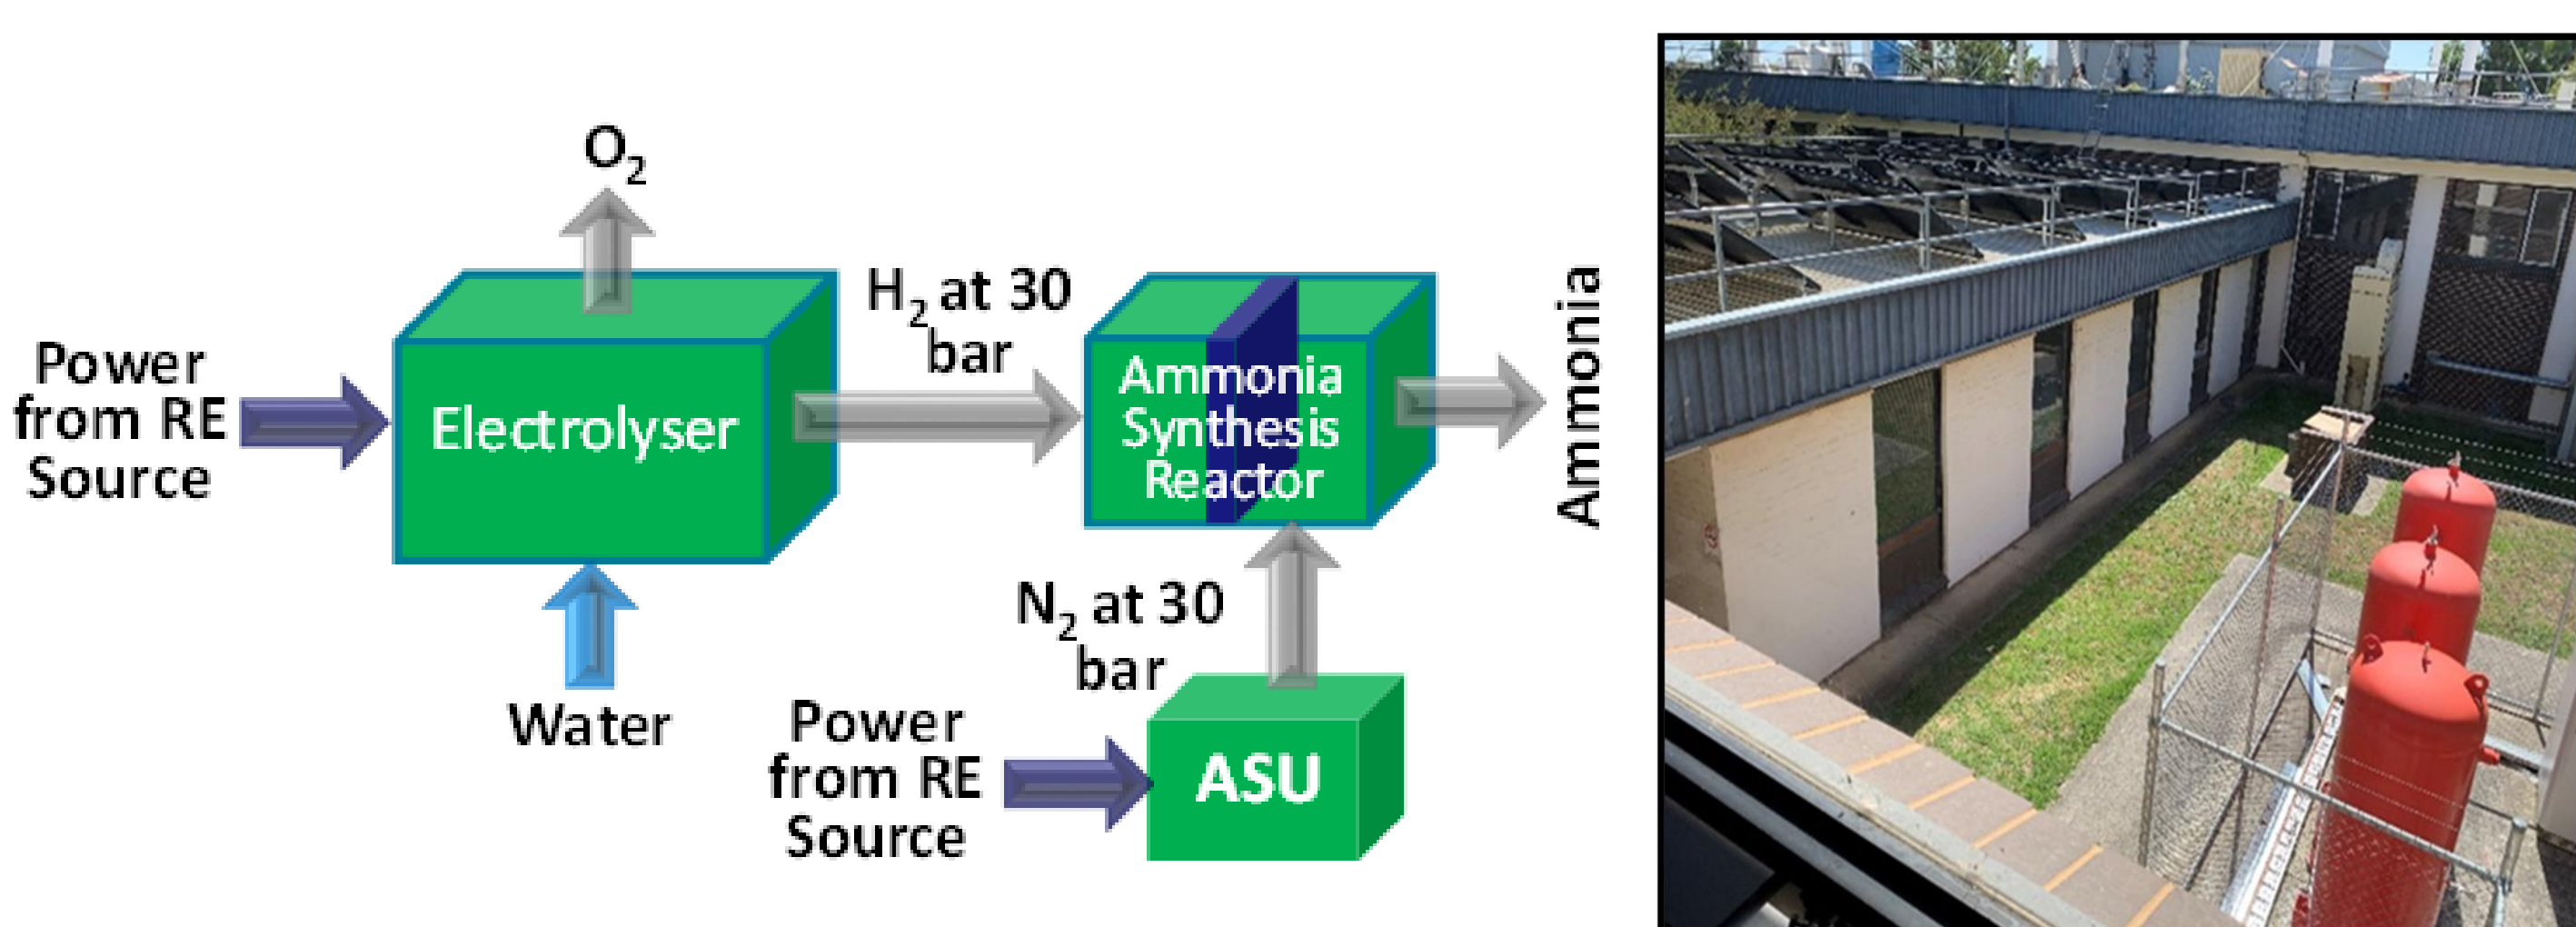 O2
Power
from RE
Source
Electrolyser
Water
H2 at 30
bar
Ammonia
Synthesis
Reactor
Ammonia
N2 at 30
bar
Power
from RE
Source
ASU